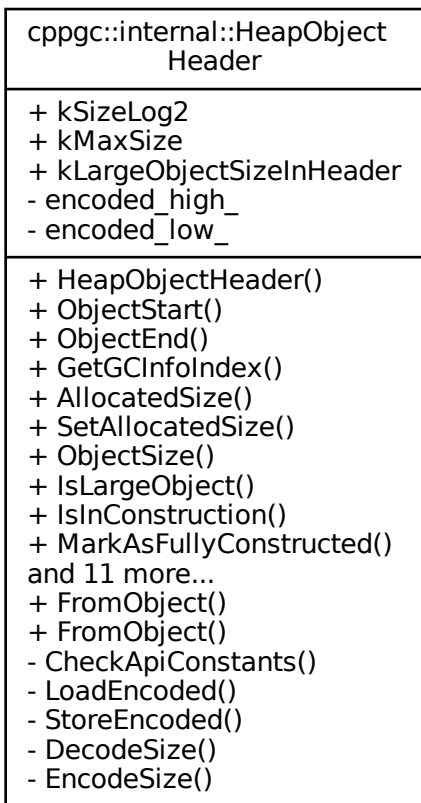 cppgc::internal::HeapObject
Header
+ kSizeLog2
+ kMaxSize
+ kLargeObjectSizeInHeader
- encoded_high_
- encoded_low_
+ HeapObjectHeader()
+ ObjectStart()
+ ObjectEnd()
+ GetGCInfoIndex()
+ AllocatedSize()
+ SetAllocatedSize()
+ ObjectSize()
+ IsLargeObject()
+ IsInConstruction()
+ MarkAsFullyConstructed()
and 11 more...
+ FromObject()
+ FromObject()
- CheckApiConstants()
- LoadEncoded()
- StoreEncoded()
- DecodeSize()
- EncodeSize()